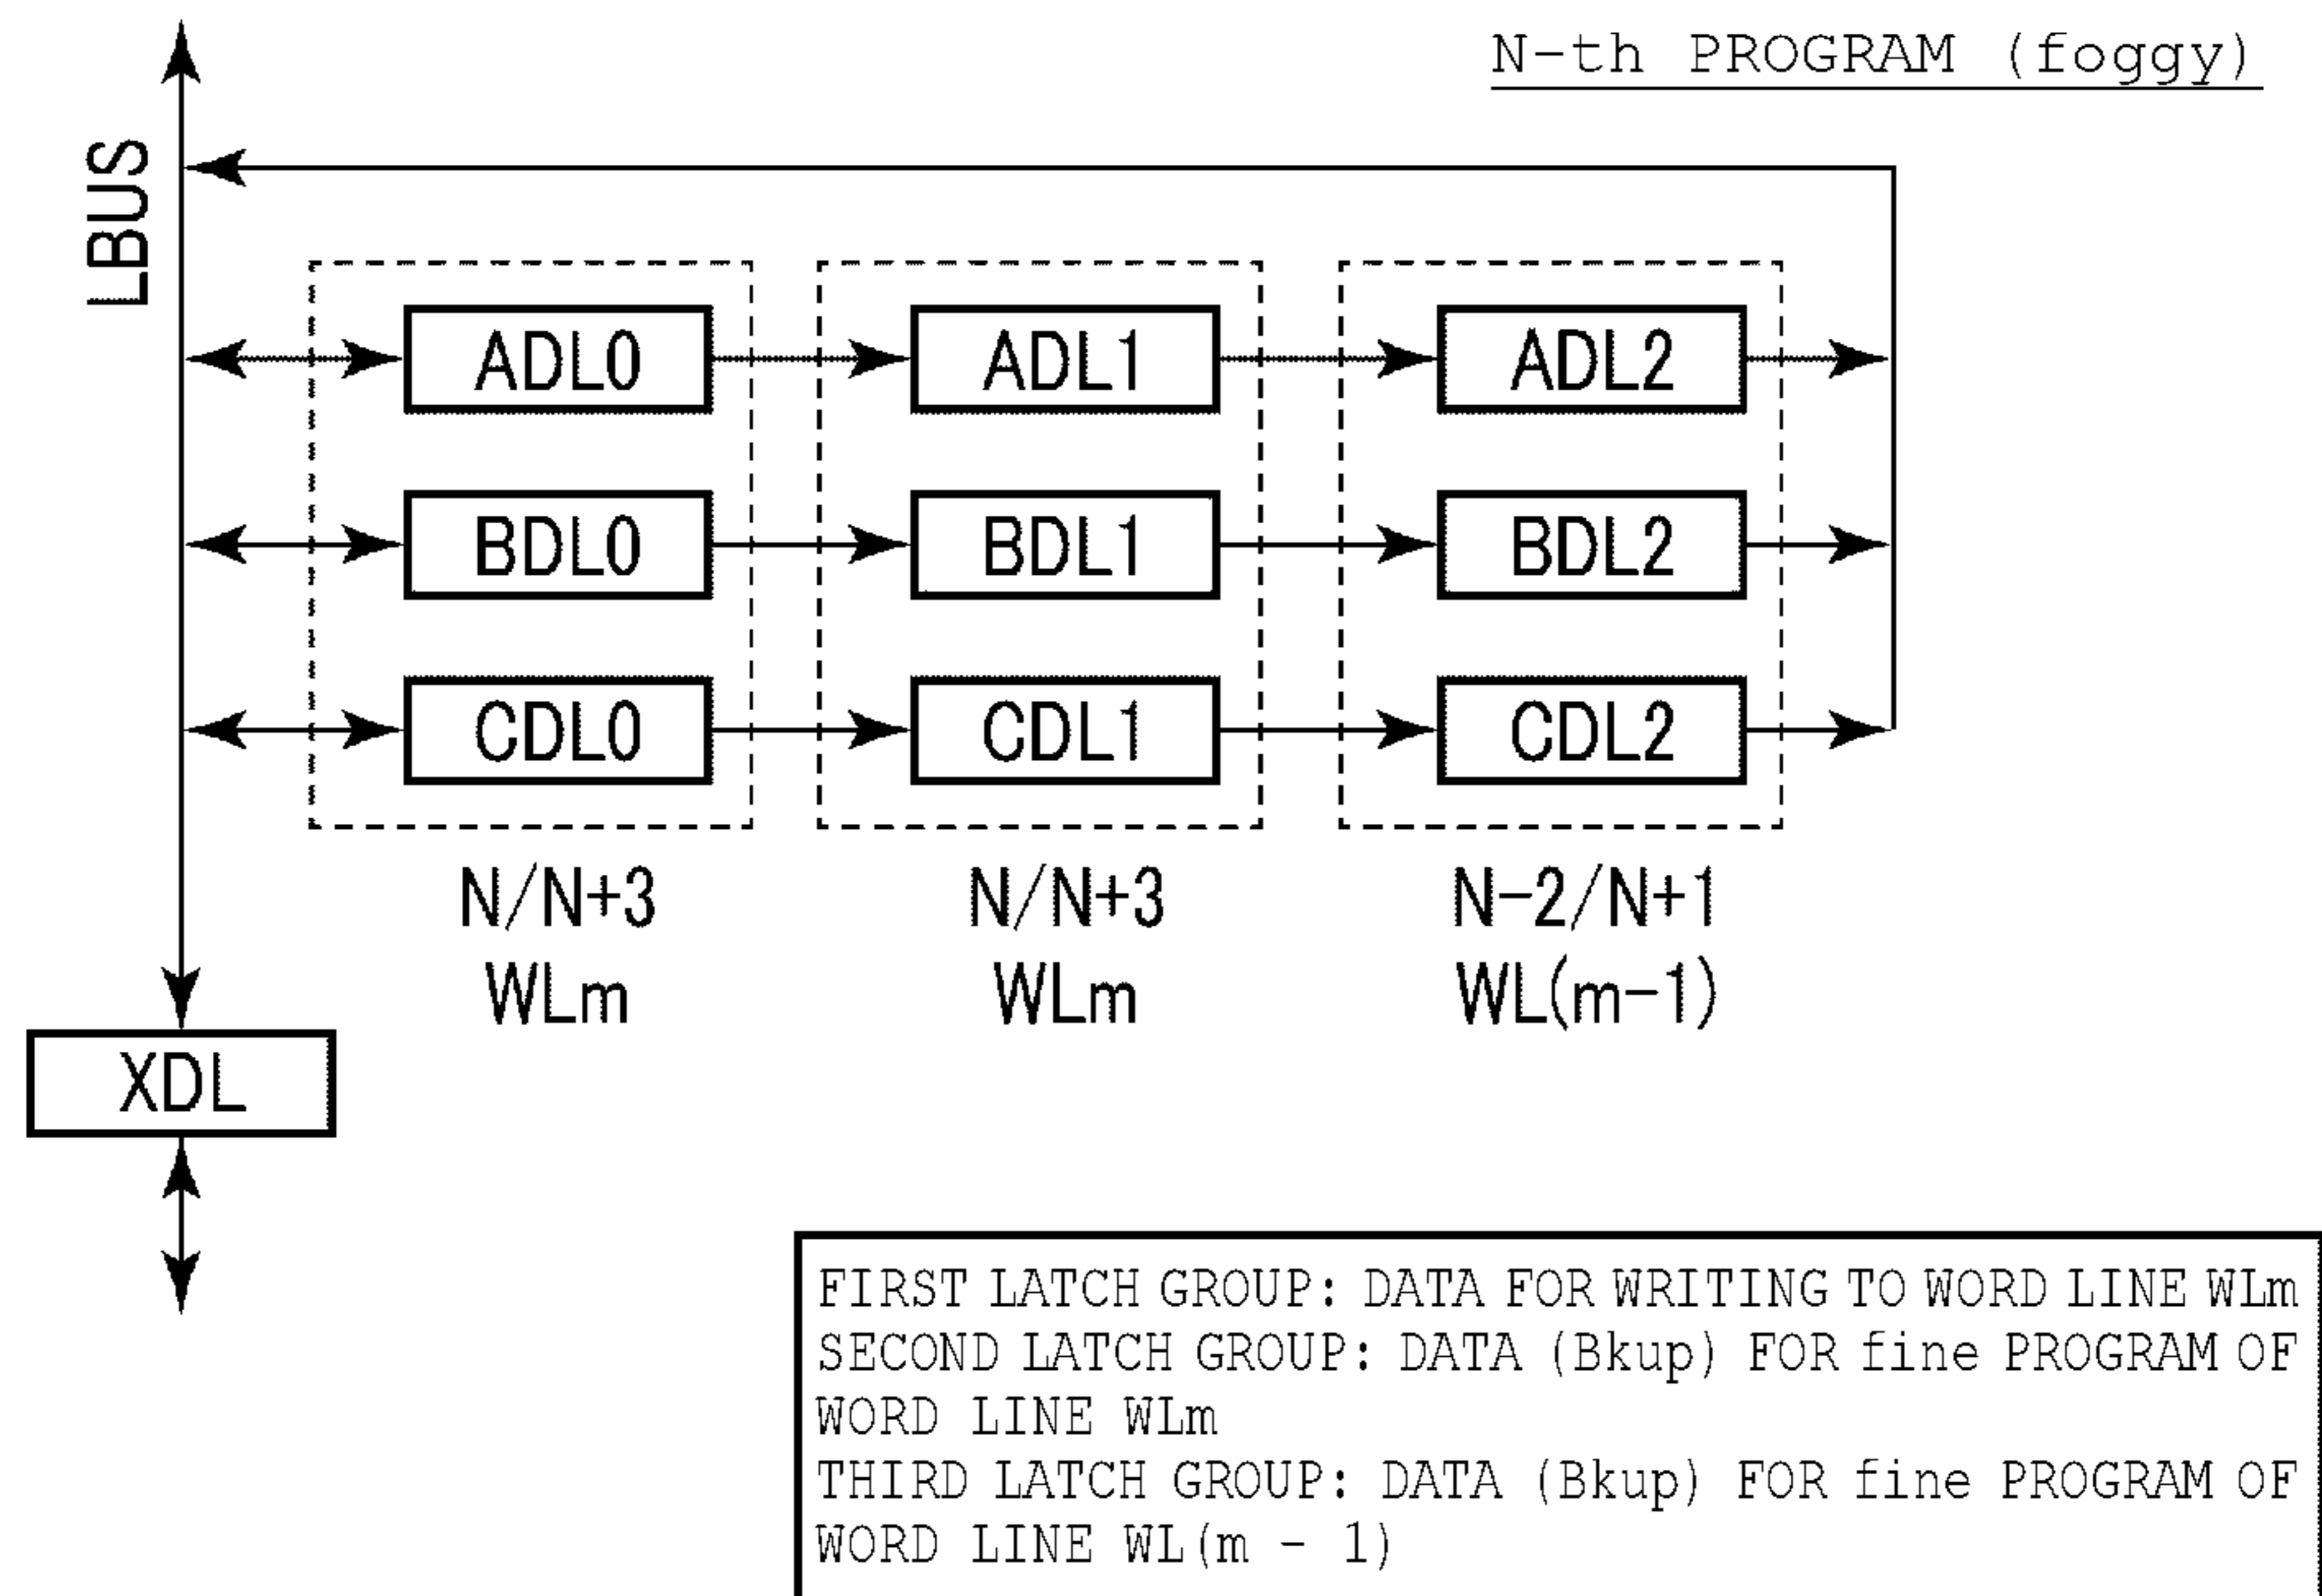 N-th PROGRAM (foggy)
LBUS
ADL0 ADL1 ADL2
BDL0 BDL1 BDL2
CDL0 CDL1 CDL2
N/N+3 N/N+3 N-2/N+1
WLm WLm WL(m-1)
XDL
FIRST LATCH GROUP: DATA FOR WRITING TO WORD LINE WLm
SECOND LATCH GROUP: DATA (Bkup) FOR fine PROGRAM OF
WORD LINE WLm
THIRD LATCH GROUP: DATA (Bkup) FOR fine PROGRAM OF
WORD LINE WL(m - 1)